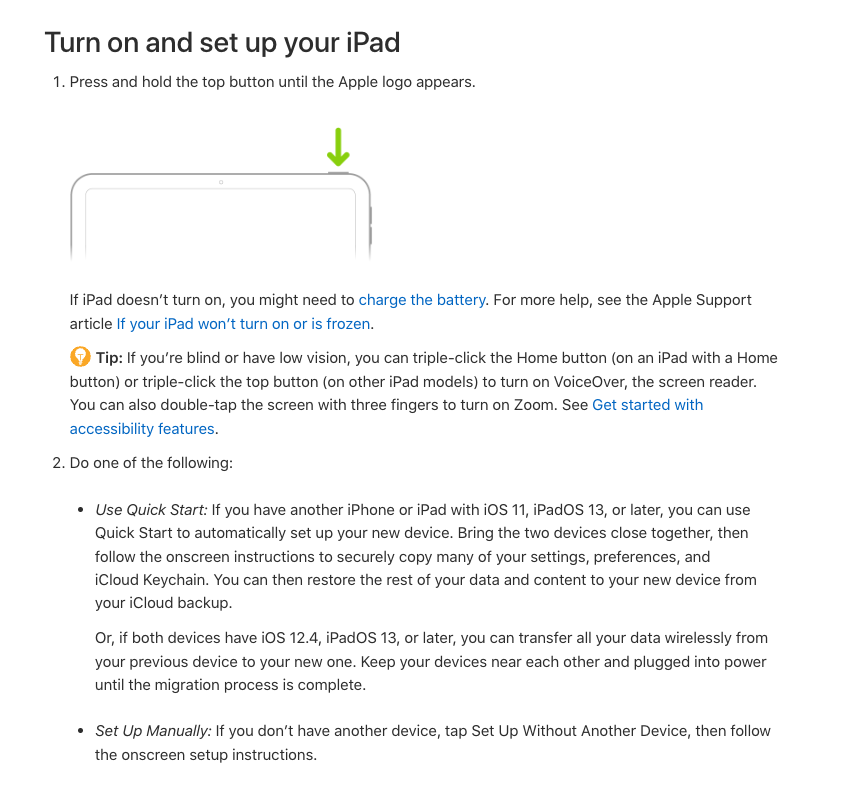 Turn on and set up your iPad
1. Press and hold the top button until the Apple logo appears.
If iPad doesn’t turn on, you might need to charge the battery. For more help, see the Apple Support
article If your iPad won’t turn on or is frozen.
Tip: If you’re blind or have low vision, you can triple-click the Home button (on an iPad with a Home
button) or triple-click the top button (on other iPad models) to turn on VoiceOver, the screen reader.
You can also double-tap the screen with three fingers to turn on Zoom. See Get started with
accessibility features.
2. Do one of the following:
• Use Quick Start: If you have another iPhone or iPad with iOS 11, iPadOS 13, or later, you can use
Quick Start to automatically set up your new device. Bring the two devices close together, then
follow the onscreen instructions to securely copy many of your settings, preferences, and
iCloud Keychain. You can then restore the rest of your data and content to your new device from
your iCloud backup.
Or, if both devices have iOS 12.4, iPadOS 13, or later, you can transfer all your data wirelessly from
your previous device to your new one. Keep your devices near each other and plugged into power
until the migration process is complete.
• Set Up Manually: If you don’t have another device, tap Set Up Without Another Device, then follow
the onscreen setup instructions.